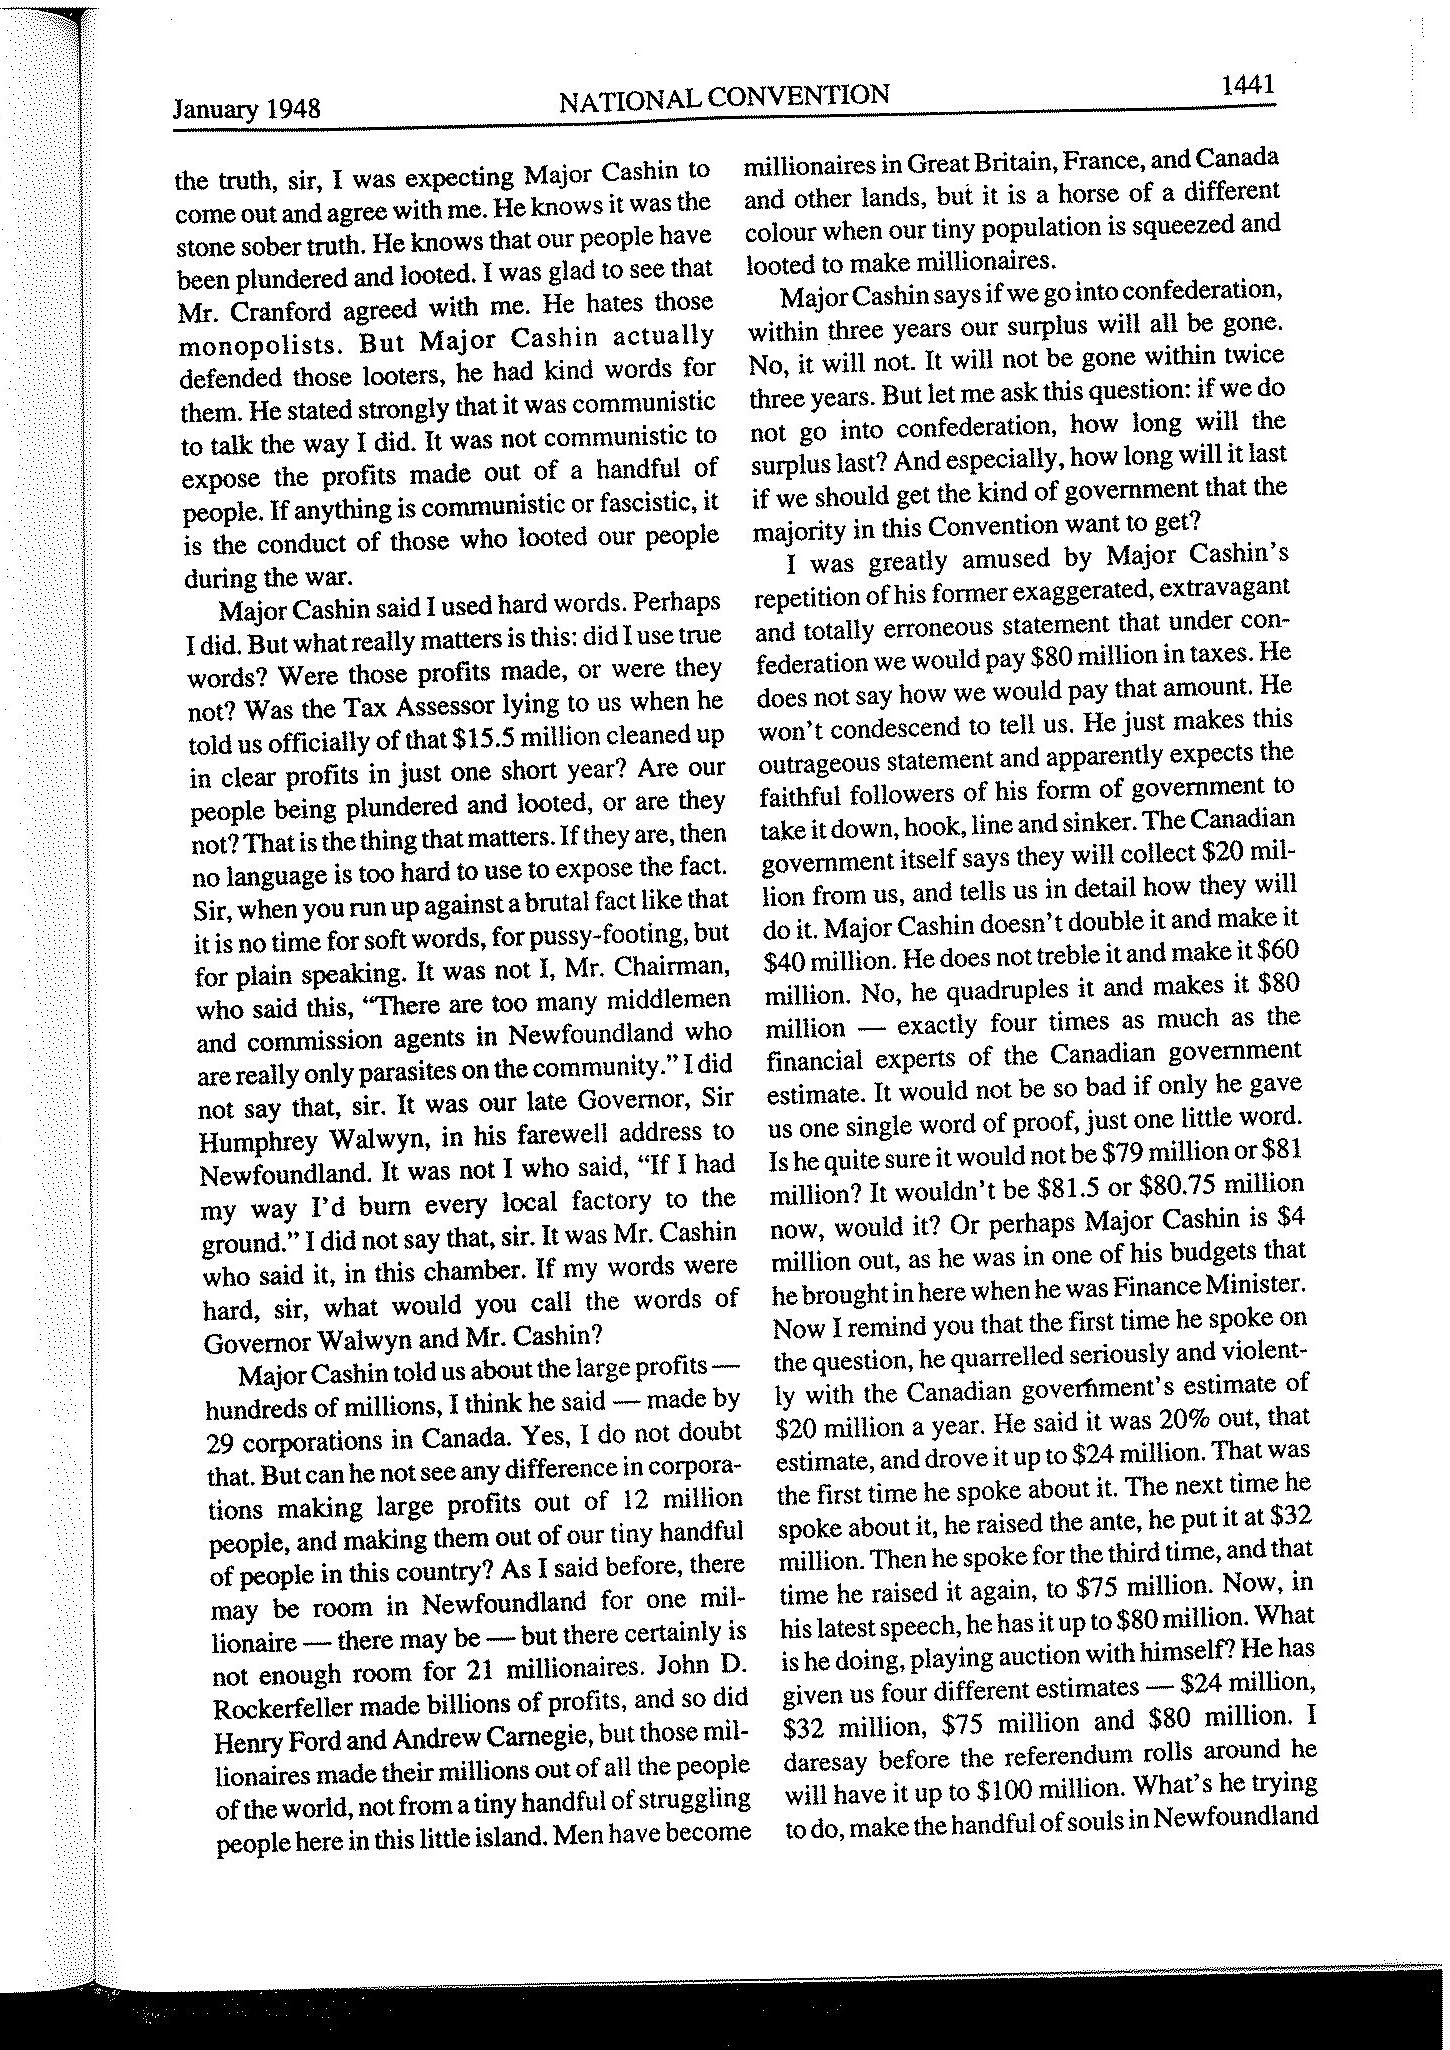 January 1948
NATIONAL CONVENTION
1441
the truth, sir, I was expecting Major Cashin to
come out and agree with me. He knows it was the
stone sober truth. He knows that our people have
been plundered and looted. I was glad to see that
Mr. Cranford agreed with me. He hates those
monopolists. But Major Cashin actually
defended those looters, he had kind words for
them. He stated strongly that it was communistic
to talk the way I did. It was not communistic to
expose the profits made out of a handful of
people. If anything is communistic or fascistic, it
is the conduct of those who looted our people
during the war.
Major Cashin said I used hard words. Perhaps
I did. But what really matters is this: did I use true
words? Were those profits made, or were they
not? Was the Tax Assessor lying to us when he
told us officially of that $15.5 million cleaned up
in clear profits in just one short year? Are our
people being plundered and looted, or are they
not? That is the thing that matters. If they are, then
no language is too hard to use to expose the fact.
Sir, when you run up against a brutal fact like that
it is no time for soft words, for pussy-footing, but
for plain speaking. It was not I, Mr. Chairman,
who said this, “There are too many middlemen
and commission agents in Newfoundland who
are really only parasites on the community.” I did
not say that, sir. It was our late Governor, Sir
Humphrey Walwyn, in his farewell address to
Newfoundland. It was not I who said, “If I had
my way I’d burn every local factory to the
ground.” I did not say that, sir. It was Mr. Cashin
who said it, in this chamber. If my words were
hard, sir, what would you call the words of
Governor Walwyn and Mr. Cashin?
Major Cashin told us about the large profits —
hundreds of millions, I think he said — made by
29 corporations in Canada. Yes, I do not doubt
that. But can he not see any difference in corpora-
tions making large profits out of 12 million
people, and making them out of our tiny handful
of people in this country? As I said before, there
may be room in Newfoundland for one mil-
lionaire — there may be — but there certainly is
not enough room for 21 millionaires. John D.
Rockerfeller made billions of profits, and so did
Henry Ford and Andrew Carnegie, but those mil-
lionaires made their millions out of all the people
of the world, not from a tiny handful of struggling
people here in this little island. Men have become
millionaires in Great Britain, France, and Canada
and other lands, but it is a horse of a different
colour when our tiny population is squeezed and
looted to make millionaires.
Major Cashin says if we go into confederation,
within three years our surplus will all be gone.
No, it will not. It will not be gone within twice
three years. But let me ask this question: if we do
not go into confederation, how long will the
surplus last? And especially, how long will it last
if we should get the kind of government that the
majority in this Convention want to get?
I was greatly amused by Major Cashin’s
repetition of his former exaggerated, extravagant
and totally erroneous statement that under con-
federation we would pay $80 million in taxes. He
does not say how we would pay that amount. He
won’t condescend to tell us. He just makes this
outrageous statement and apparently expects the
faithful followers of his form of government to
take it down, hook, line and sinker. The Canadian
government itself says they will collect $20 mil-
lion from us, and tells us in detail how they will
do it. Major Cashin doesn’t double it and make it
$40 million. He does not treble it and make it $60
million. No, he quadruples it and makes it $80
million — exactly four times as much as the
financial experts of the Canadian government
estimate. It would not be so bad if only he gave
us one single word of proof, just one little word.
Is he quite sure it would not be $79 million or $81
million? It wouldn’t be $81.5 or $80.75 million
now, would it? Or perhaps Major Cashin is $4
million out, as he was in one of his budgets that
he brought in here when he was Finance Minister.
Now I remind you that the first time he spoke on
the question, he quarrelled seriously and violent-
ly with the Canadian government’s estimate of
$20 million a year. He said it was 20% out, that
estimate, and drove it up to $24 million. That was
the first time he spoke about it. The next time he
spoke about it, he raised the ante, he put it at $32
million. Then he spoke for the third time, and that
time he raised it again, to $75 million. Now, in
his latest speech, he has it up to $80 million. What
is he doing, playing auction with himself? He has
given us four different estimates — $24 million,
$32 million, $75 million and $80 million. I
daresay before the referendum rolls around he
will have it up to $100 million. What’s he trying
to do, make the handful of souls in Newfoundland